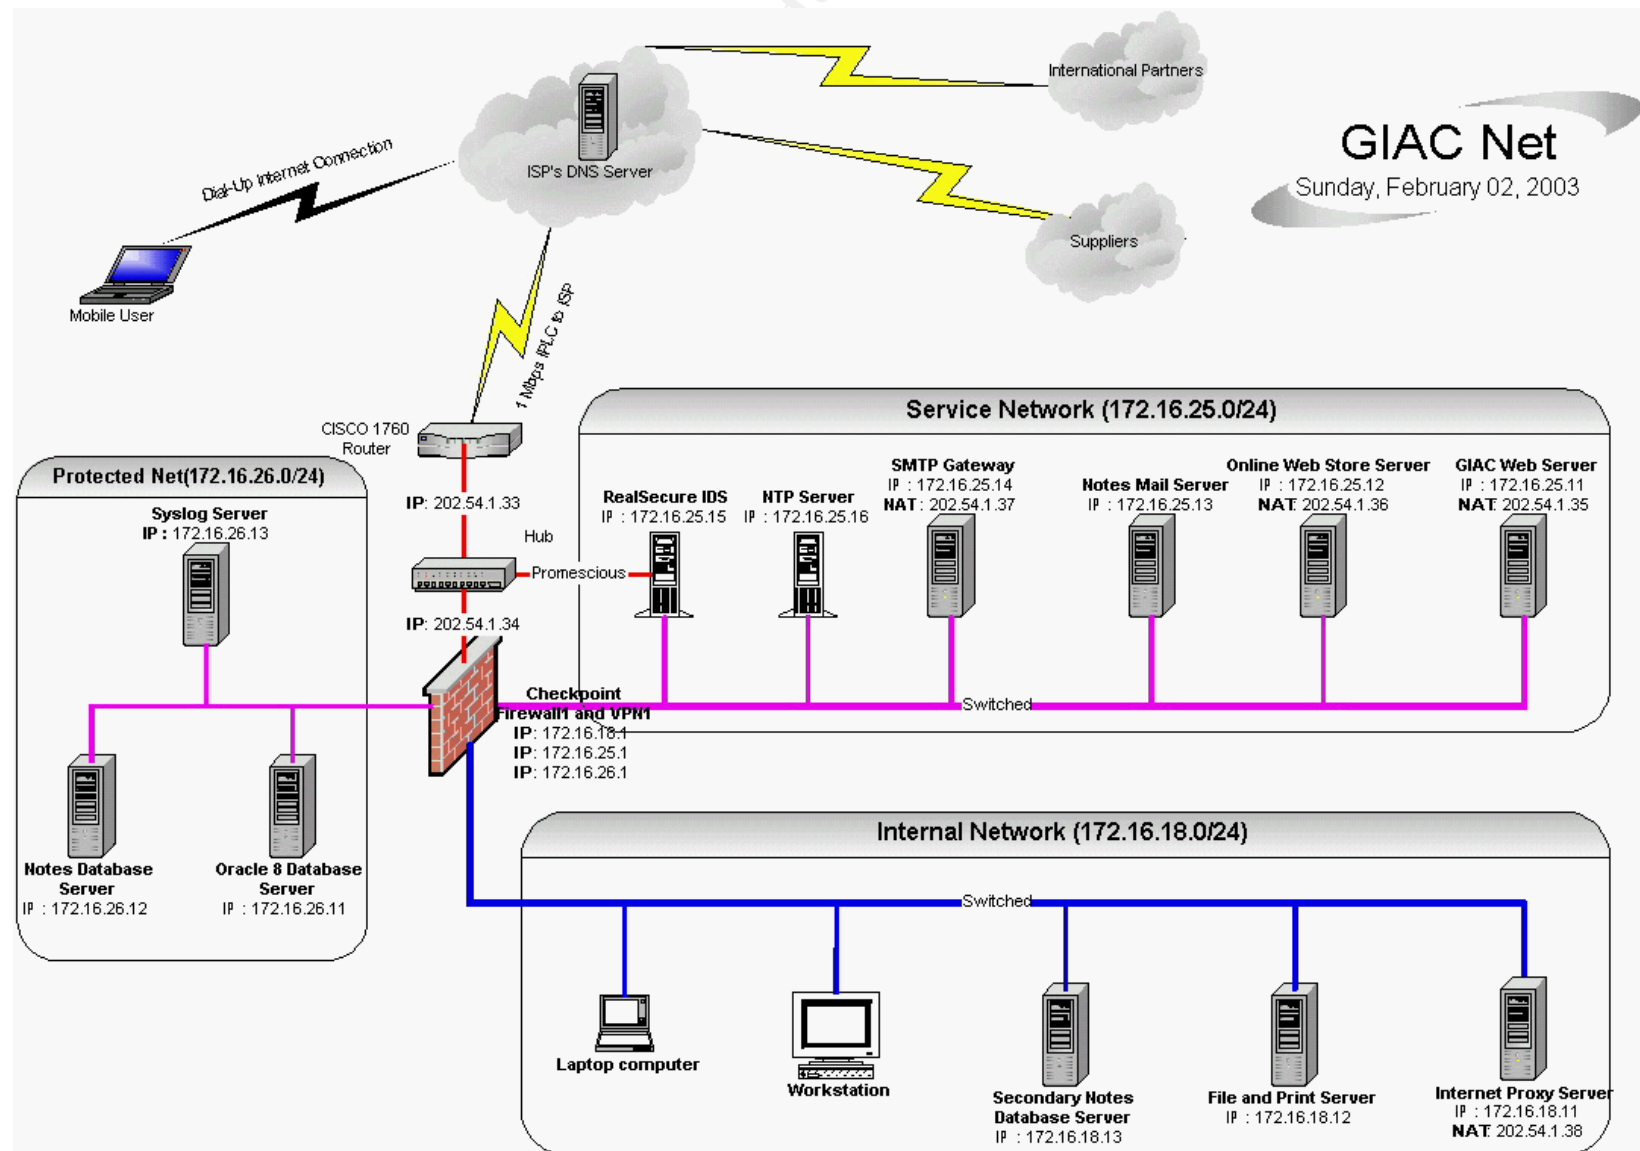 International Partners
GIAC Net
Sunday, February 02, 2003
ISP's DNS Server
Dial-Up Internet Connection
Suppliers
Mobile User
1 Mbps IPLC to ISP
CISCO 1760
Router
Service Network (172.16.25.0/24)
Protected Net(172.16.26.0/24)
Syslog Server
IP : 172.16.26.13
IP: 202.54.1.33
Hub
Promescious
IP: 202.54.1.34
RealSecure IDS
IP : 172.16.25.15
NTP Server
IP : 172.16.25.16
SMTP Gateway
IP : 172.16.25.14
NAT : 202.54.1.37
Notes Mail Server
IP : 172.16.25.13
Online Web Store Server
IP : 172.16.25.12
NAT: 202.54.1.36
GIAC Web Server
IP : 172.16.25.11
NAT: 202.54.1.35
Switched
Checkpoint
Firewall1 and VPN1
IP: 172.16.18.1
IP: 172.16.25.1
IP: 172.16.26.1
Notes Database
Server
IP : 172.16.26.12
Oracle 8 Database
Server
IP : 172.16.26.11
Internal Network (172.16.18.0/24)
Switched
Laptop computer
Workstation
Secondary Notes
Database Server
IP : 172.16.18.13
File and Print Server
IP : 172.16.18.12
Internet Proxy Server
IP : 172.16.18.11
NAT: 202.54.1.38